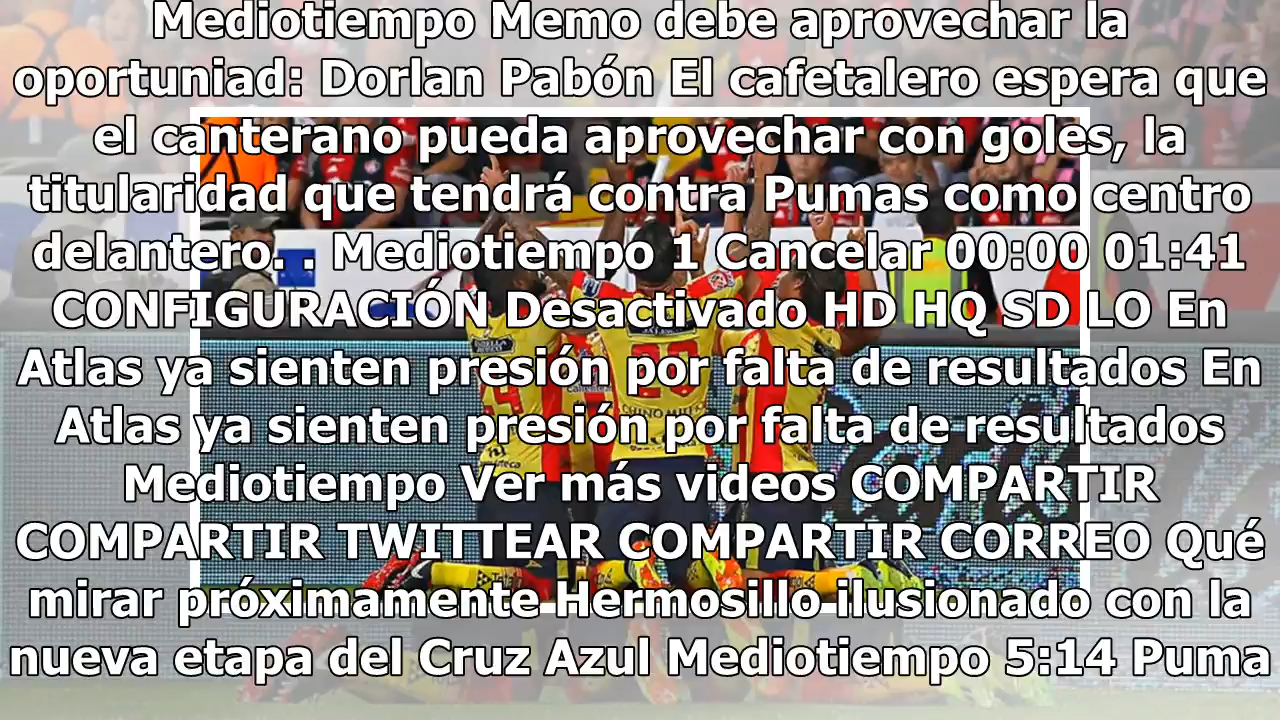 Mediotiempo Memo debe aprovechar la
oportuniad: Dorlan Pabón El cafetalero espera que
el canterano pueda aprovechar con goles, la
titularidad que tendrá contra Pumas como centro
delantero. . Mediotiempo 1 Cancelar 00:00 01:41
CONFIGURACIÓN Desactivado HD HQ SD LO En
Atlas ya sienten presión por falta de resultados En
Atlas ya sienten presión por falta de resultados
Mediotiempo Ver más videos COMPARTIR
COMPARTIR TWITTEAR COMPARTIR CORREO Qué
mirar próximamente Hermosillo ilusionado con la
nueva etapa del Cruz Azul Mediotiempo 5:14 Puma